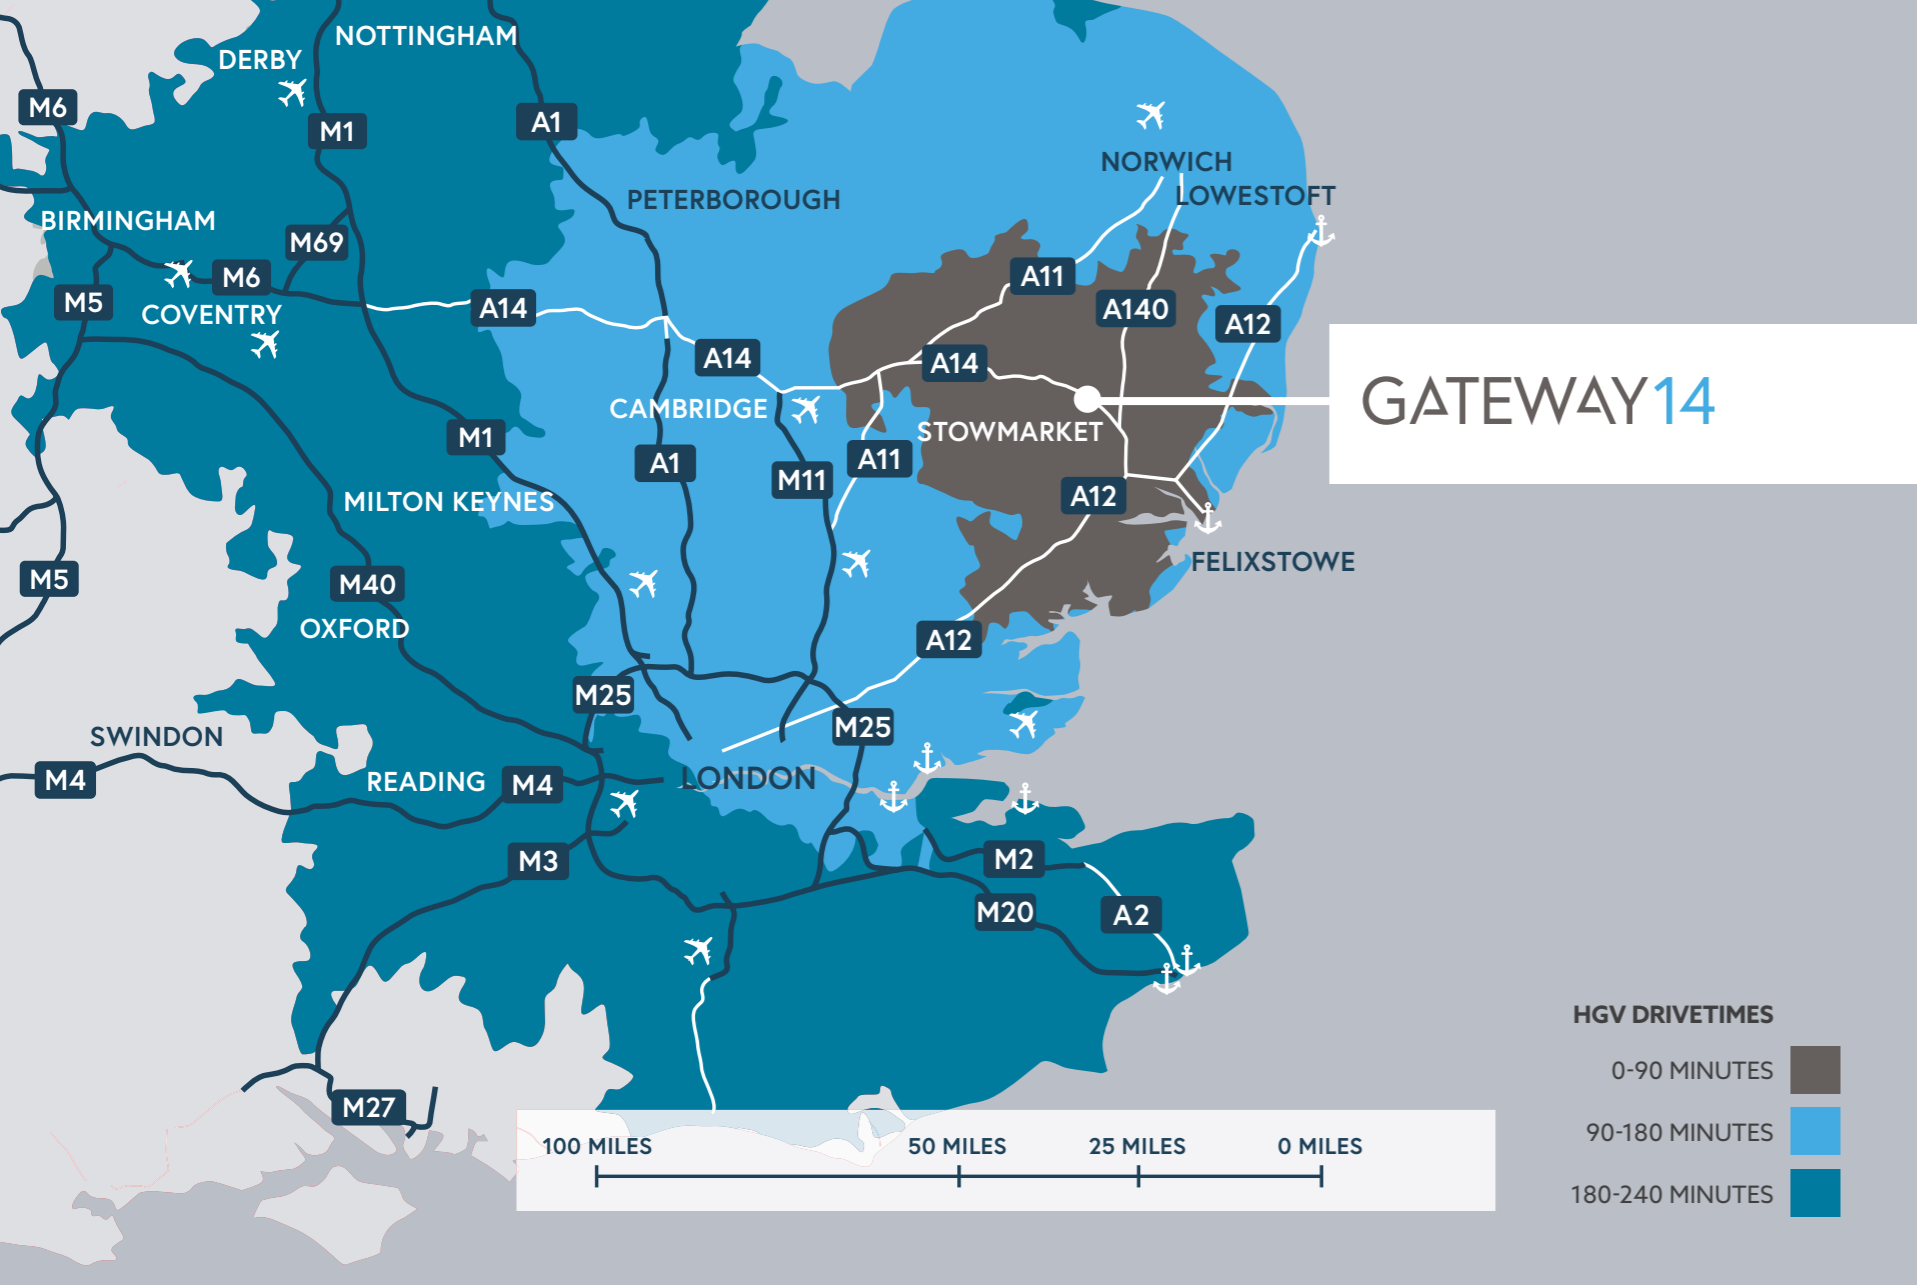 NOTTINGHAM
DERBY
M6
M1
A1
NORWICH
LOWESTOFT
PETERBOROUGH
BIRMINGHAM
M69
M6
A11
M5
COVENTRY
A14
A140
A12
A14
A14
GATEWAY14
CAMBRIDGE
STOWMARKET
M1
A1
A11
M11
MILTON KEYNES
A12
FELIXSTOWE
M5
M40
OXFORD
A12
M25
M25
SWINDON
M4
READING
M4
LONDON
M3
M2
M20
A2
M27
HGV DRIVETIMES
0-90 MINUTES
90-180 MINUTES
180-240 MINUTES
100 MILES
50 MILES
25 MILES
0 MILES